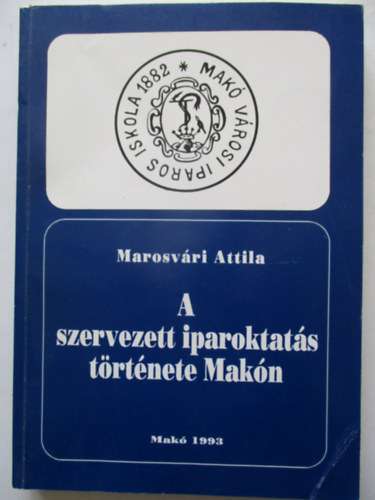 MAKÓ VÁROSI IPAROS ISKOLA 1882 *
Marosvári Attila
A
szervezett iparoktatás
története Makón
Makó 1993